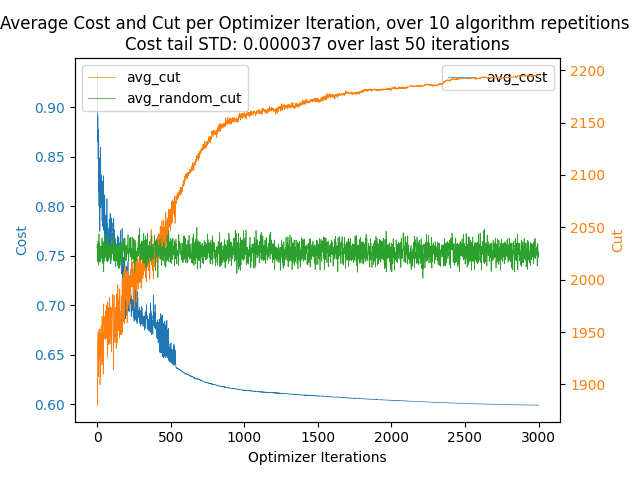 Average Cost and Cut per Optimizer Iteration, over 10 algorithm repetitions
Cost tail STD: 0.000037 over last 50 iterations
avg_cut
avg_random_cut
avg_cost
0.90
0.85
0.80
0.75
0.70
0.65
0.60
Cost
2200
2150
2100
2050
2000
1950
1900
Cut
0 500 1000 1500 2000 2500 3000
Optimizer Iterations